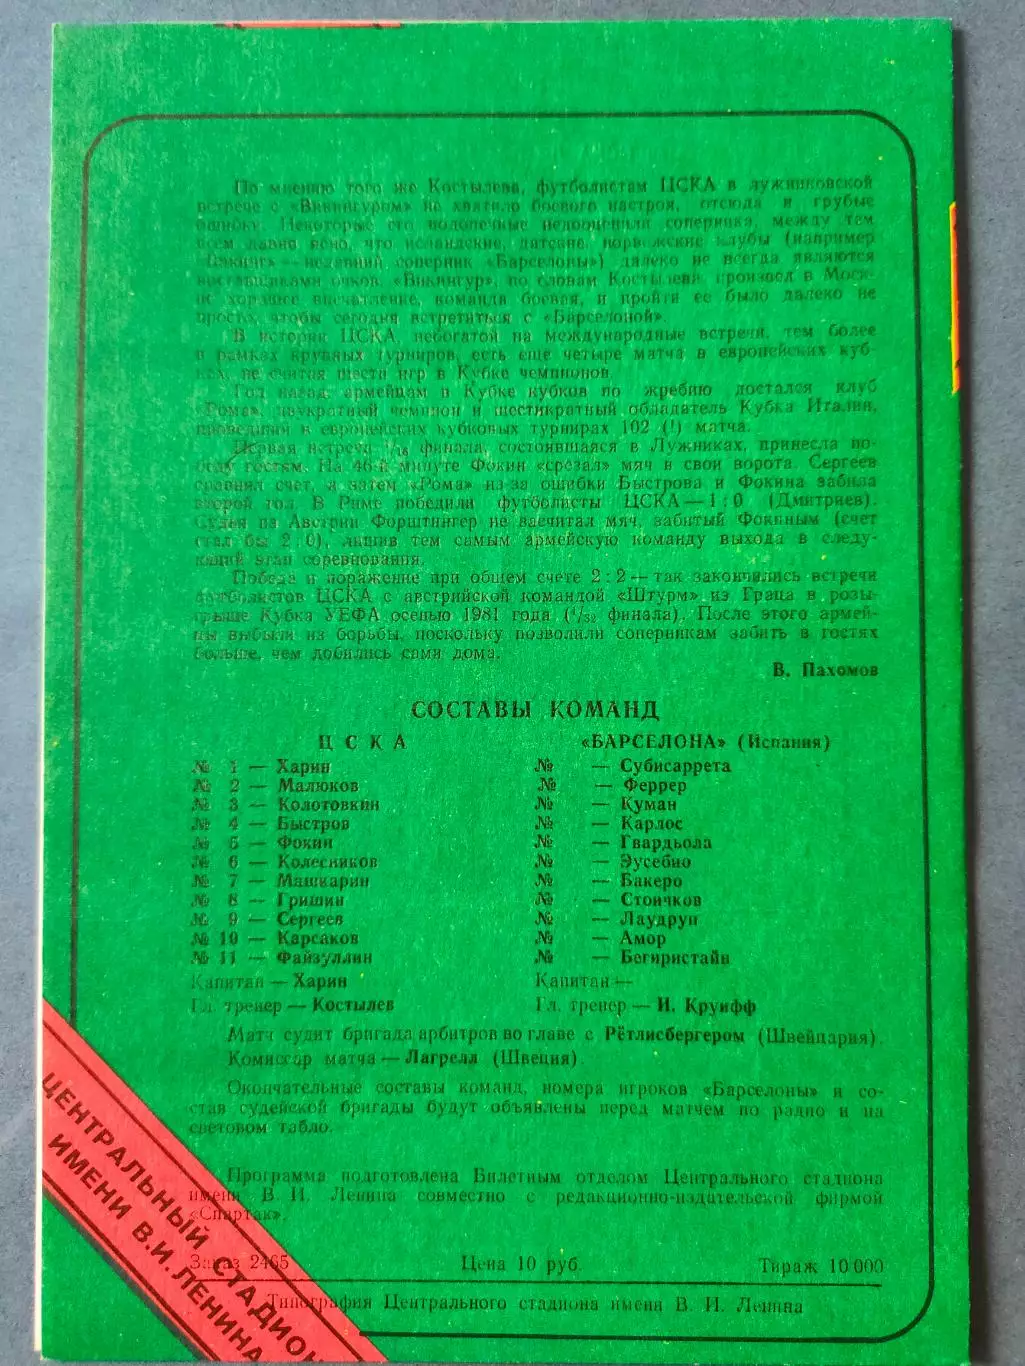 По мнению того же Костылева, футболистам ЦСКА в лужниковской
встрече с «Викингуром» не хватило боевого настроя, отсюда и грубые
ошибки. Некоторые его подопечные недооценили соперника, между тем
всем давно ясно, что исландские, датские, норвежские клубы (например
«Викинг» — недавний соперник «Барселоны») далеко не всегда являются
поставщиками очков. «Викингур», по словам Костылева, произвел в Моск-
ве хорошее впечатление, команда боевая, и пройти ее было далеко не
просто, чтобы сегодня встретиться с «Барселоной».
В истории ЦСКА, небогатой на международные встречи, тем более
в рамках крупных турниров, есть еще четыре матча в европейских куб-
ках, не считая шести игр в Кубке чемпионов.
Год назад армейцам в Кубке кубков по жребию достался клуб
«Рома», двукратный чемпион и шестикратный обладатель Кубка Италии,
проведший в европейских кубковых турнирах 102 (!) матча.
Первая встреча 1/16 финала, состоявшаяся в Лужниках, принесла по-
беду гостям. На 46-й минуте Фокин «срезал» мяч в свои ворота. Сергеев
сравнял счет, а затем «Рома» из-за ошибки Быстрова и Фокина забила
второй гол. В Риме победили футболисты ЦСКА — 1:0 (Дмитриев).
Судья из Австрии Форштингер не засчитал мяч, забитый Фокиным (счет
стал бы 2:0), лишив тем самым армейскую команду выхода в следу-
ющий этап соревнования.
Победа и поражение при общем счете 2:2 — так закончились встречи
футболистов ЦСКА с австрийской командой «Штурм» из Граца в розы-
грыше Кубка УЕФА осенью 1981 года (1/32 финала). После этого армей-
цы выбыли из борьбы, поскольку позволили соперникам забить в гостях
больше, чем добились сами дома.
В. Пахомов
СОСТАВЫ КОМАНД
ЦСКА «БАРСЕЛОНА» (Испания)
№ 1 — Харин № — Субисаррета
№ 2 — Малюков № — Феррер
№ 3 — Колотовкин № — Куман
№ 4 — Быстров № — Карлос
№ 5 — Фокин № — Гвардьола
№ 6 — Колесников № — Эусебио
№ 7 — Машкарин № — Бакеро
№ 8 — Гришин № — Стоичков
№ 9 — Сергеев № — Лаудруп
№ 10 — Карсаков № — Амор
№ 11 — Файзуллин № — Бегиристайн
Капитан — Харин Капитан —
Гл. тренер — Костылев Гл. тренер — И. Круифф
Матч судит бригада арбитров во главе с Рётлисбергером (Швейцария).
Комиссар матча — Лагрелл (Швеция).
Окончательные составы команд, номера игроков «Барселоны» и со-
став судейской бригады будут объявлены перед матчем по радио и на
световом табло.
Программа подготовлена Билетным отделом Центрального стадиона
имени В. И. Ленина совместно с редакционно-издательской фирмой
«Спартак».
Заказ 2465 Цена 10 руб. Тираж 10 000
Типография Центрального стадиона имени В. И. Ленина
ЦЕНТРАЛЬНЫЙ СТАДИОН
ИМЕНИ В.И. ЛЕНИНА